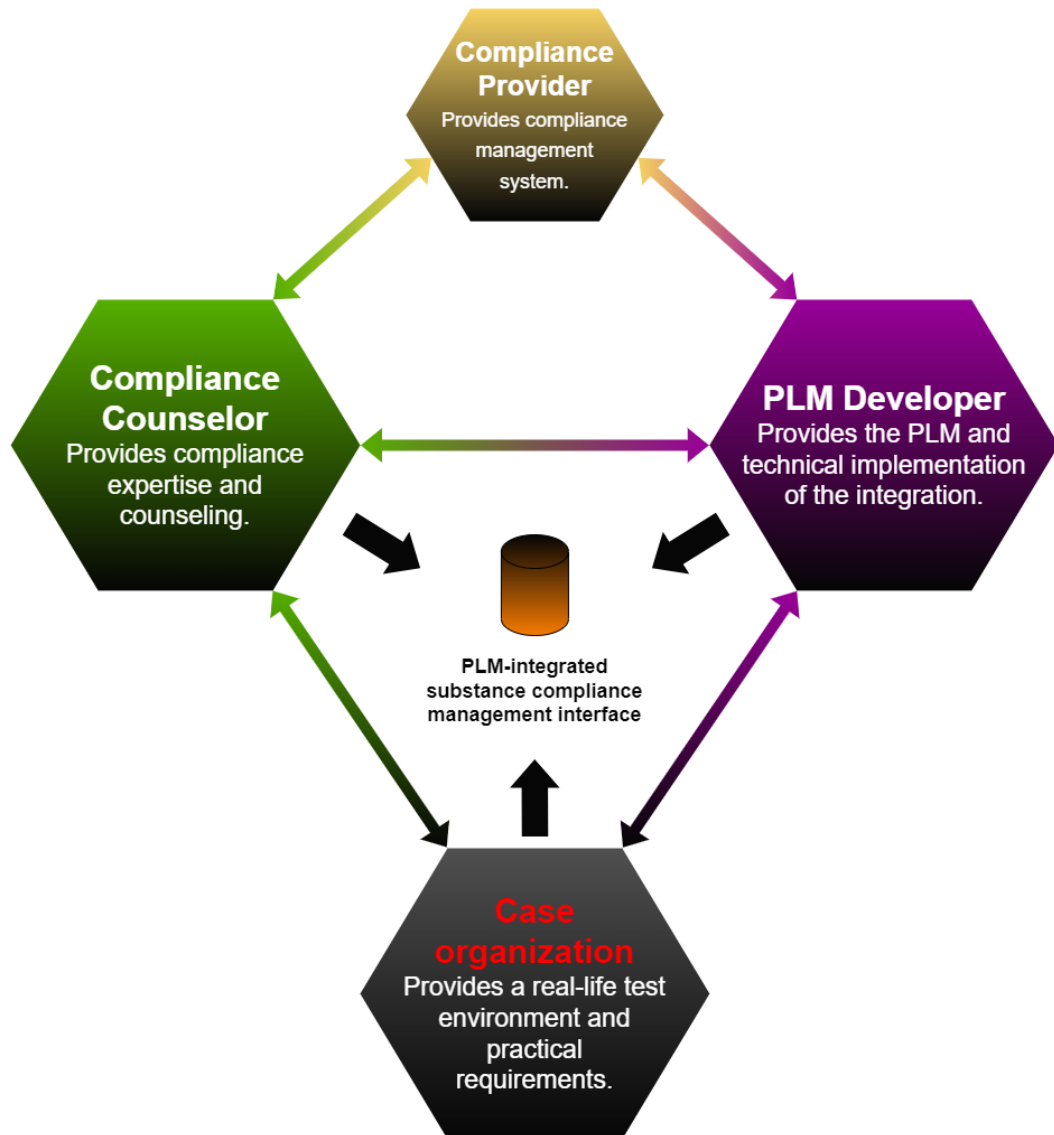 Compliance
Provider
Provides compliance
management
system.
Compliance
Counselor
Provides compliance
expertise and
counseling.
PLM Developer
Provides the PLM and
technical implementation
of the integration.
PLM-integrated
substance compliance
management interface
Case
organization
Provides a real-life test
environment and
practical
requirements.